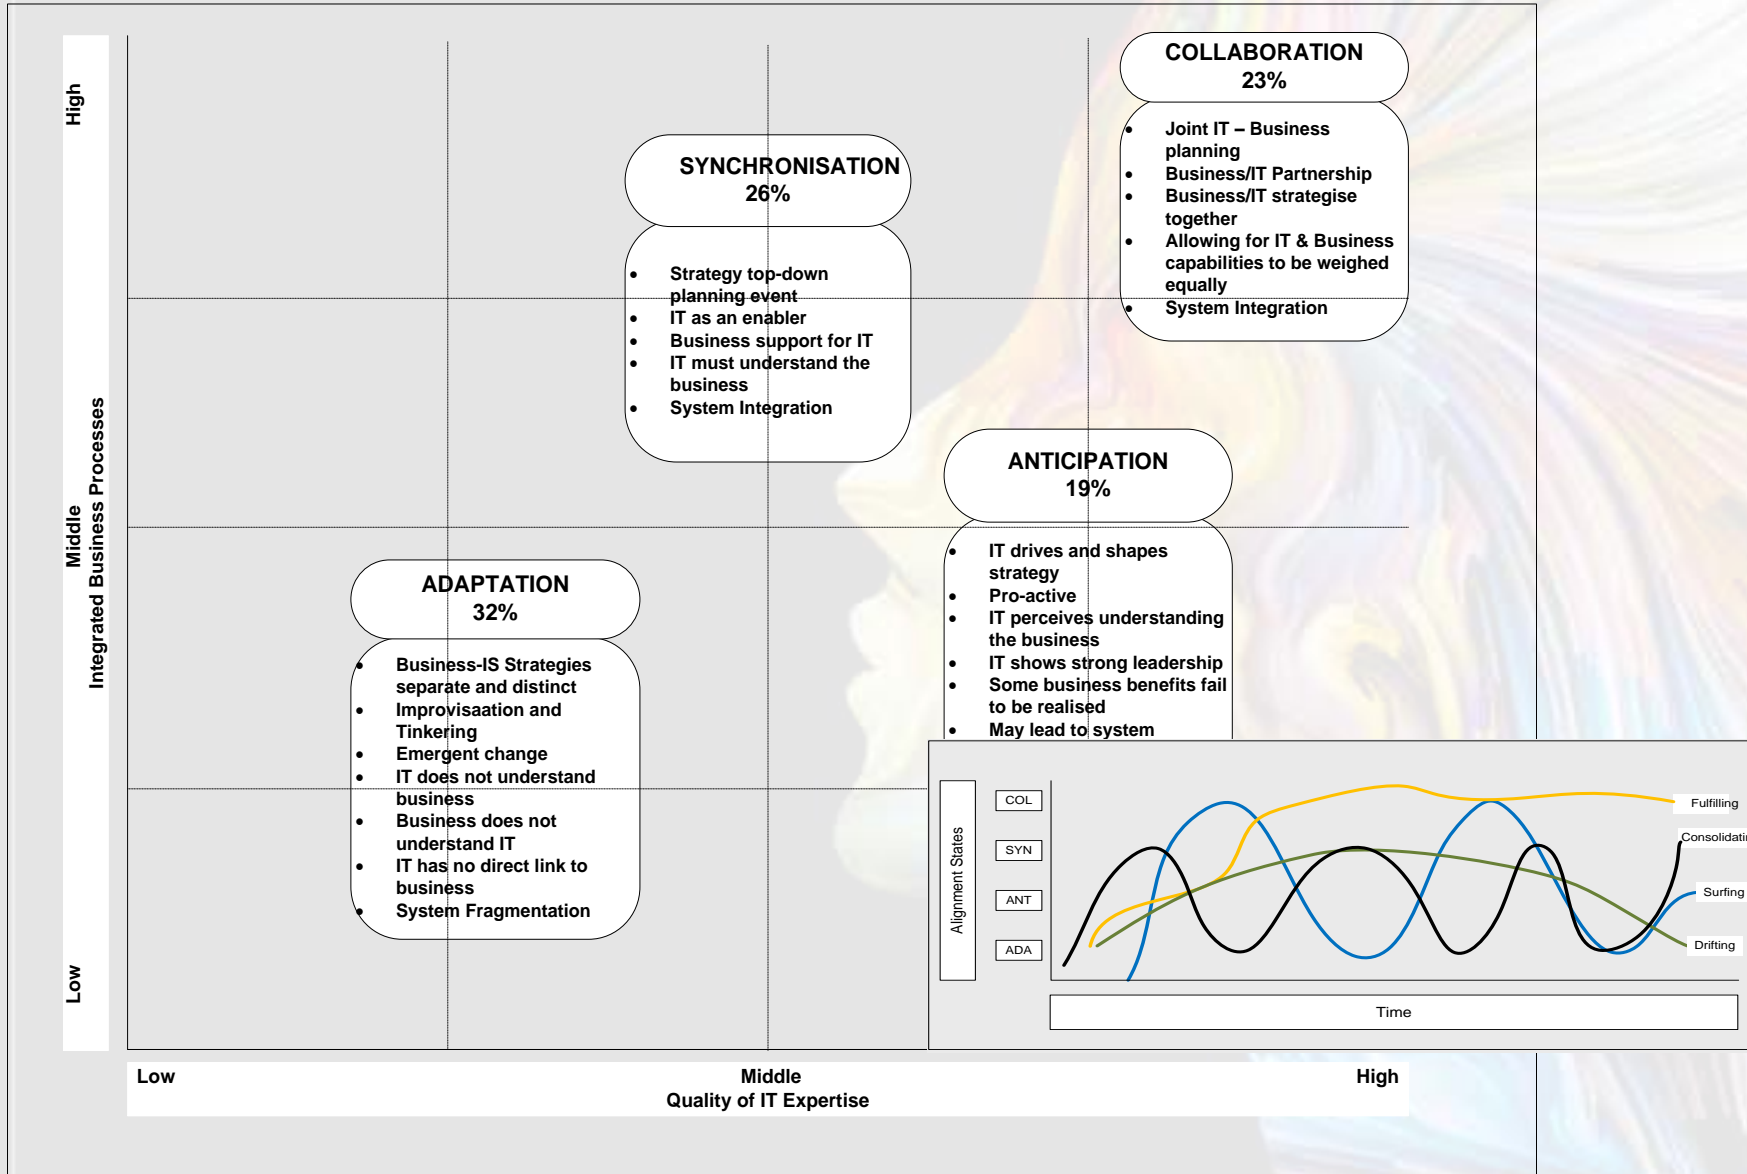 High
Middle
Integrated Business Processes
Low
COLLABORATION
23%
• Joint IT – Business
planning
• Business/IT Partnership
• Business/IT strategise
together
• Allowing for IT & Business
capabilities to be weighed
equally
• System Integration
SYNCHRONISATION
26%
• Strategy top-down
planning event
• IT as an enabler
• Business support for IT
• IT must understand the
business
• System Integration
ANTICIPATION
19%
• IT drives and shapes
strategy
• Pro-active
• IT perceives understanding
the business
• IT shows strong leadership
• Some business benefits fail
to be realised
• May lead to system
ADAPTATION
32%
• Business-IS Strategies
separate and distinct
• Improvisaation and
Tinkering
• Emergent change
• IT does not understand
business
• Business does not
understand IT
• IT has no direct link to
business
• System Fragmentation
Alignment States
COL
SYN
ANT
ADA
Fulfilling
Consolidatin
Surfing
Drifting
Time
Low
Middle
High
Quality of IT Expertise